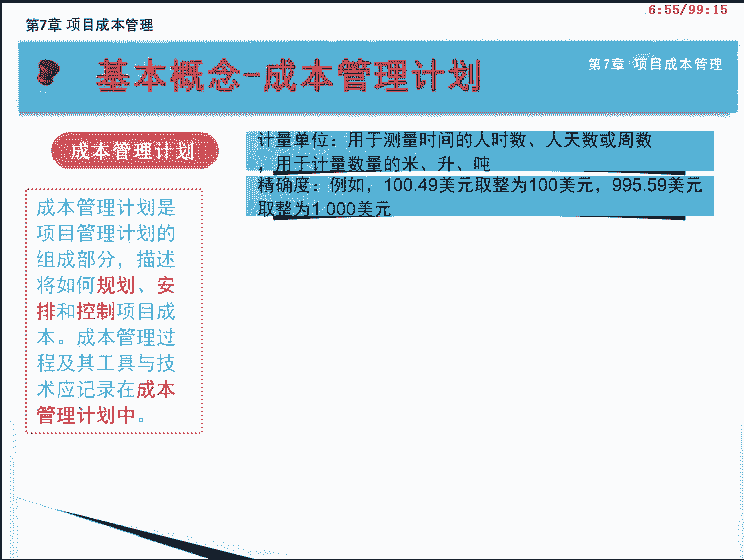 6:55/99:15
第7章 项目成本管理
基本概念-成本管理计划
第7章 项目成本管理
成本管理计划
计量单位：用于测量时间的人时数、人天数或周数
，用于计量数量的米、升、吨
精确度：例如，100.49美元取整为100美元，995.59美元
取整为1 000美元
成本管理计划是
项目管理计划的
组成部分，描述
将如何规划、安
排和控制项目成
本。成本管理过
程及其工具与技
术应记录在成本
管理计划中。